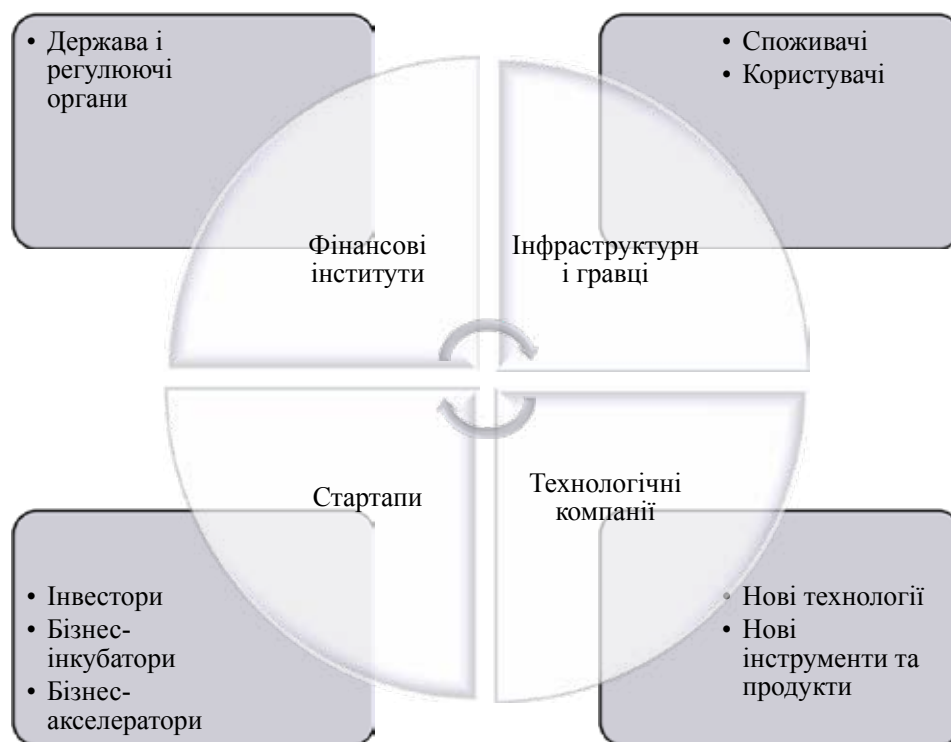 • Держава і
регулюючі
органи
• Споживачі
• Користувачі
Фінансові
інститути
Інфраструктурн
і гравці
Стартапи
Технологічні
компанії
• Інвестори
• Бізнес-
інкубатори
• Бізнес-
акселератори
• Нові технології
• Нові
інструменти та
продукти